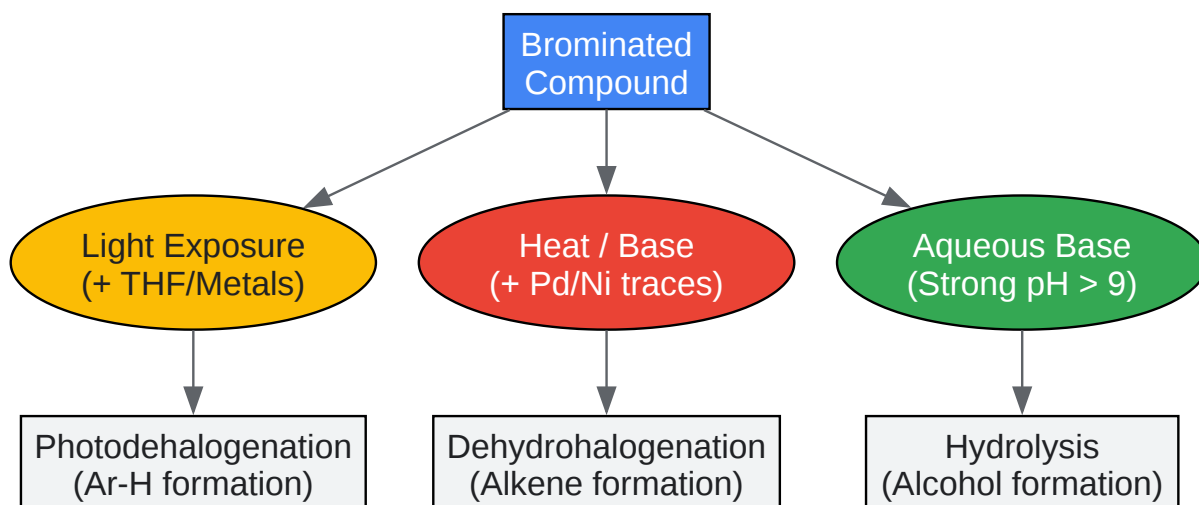 Brominated
Compound
Light Exposure
(+ THF/Metals)
Heat / Base
(+ Pd/Ni traces)
Aqueous Base
(Strong pH > 9)
Photodehalogenation
(Ar-H formation)
Dehydrohalogenation
(Alkene formation)
Hydrolysis
(Alcohol formation)